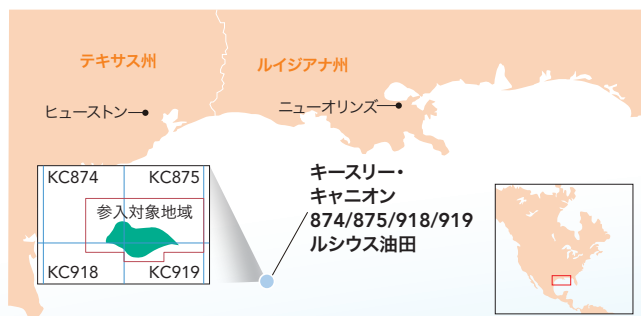 テキサス州
ルイジアナ州
ヒューストン
ニューオリンズ
KC874
KC875
参入対象地域
KC918
KC919
キースリー・
キャニオン
874/875/918/919
ルシウス油田